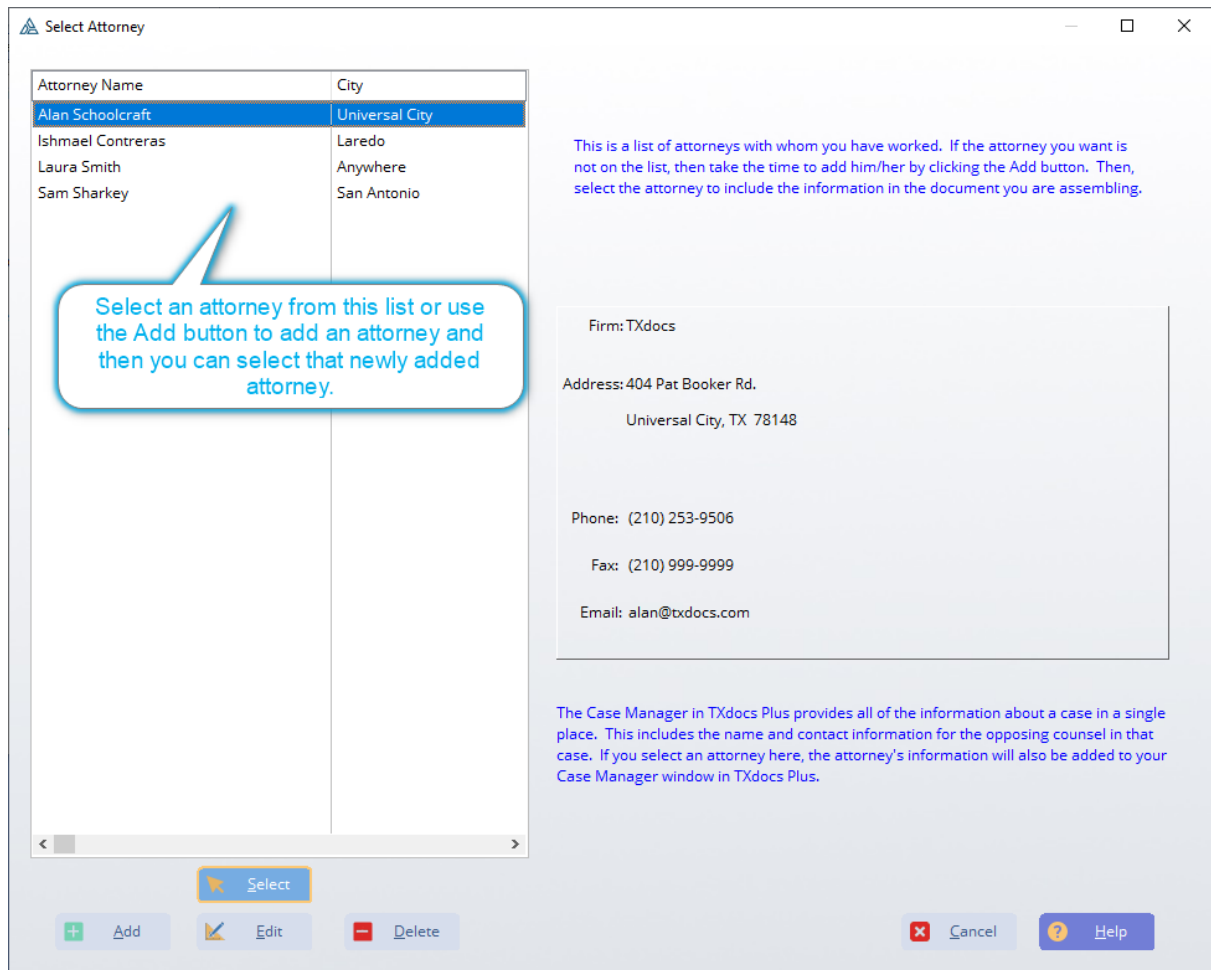 Select Attorney
Attorney Name City
Alan Schoolcraft Universal City
Ishmael Contreras Laredo
Laura Smith Anywhere
Sam Sharkey San Antonio
Select an attorney from this list or use
the Add button to add an attorney and
then you can select that newly added
attorney.
This is a list of attorneys with whom you have worked. If the attorney you want is
not on the list, then take the time to add him/her by clicking the Add button. Then,
select the attorney to include the information in the document you are assembling.
Firm: TXdocs
Address: 404 Pat Booker Rd.
Universal City, TX 78148
Phone: (210) 253-9506
Fax: (210) 999-9999
Email: alan@txdocs.com
The Case Manager in TXdocs Plus provides all of the information about a case in a single
place. This includes the name and contact information for the opposing counsel in that
case. If you select an attorney here, the attorney's information will also be added to your
Case Manager window in TXdocs Plus.
Select
Add Edit Delete Cancel Help